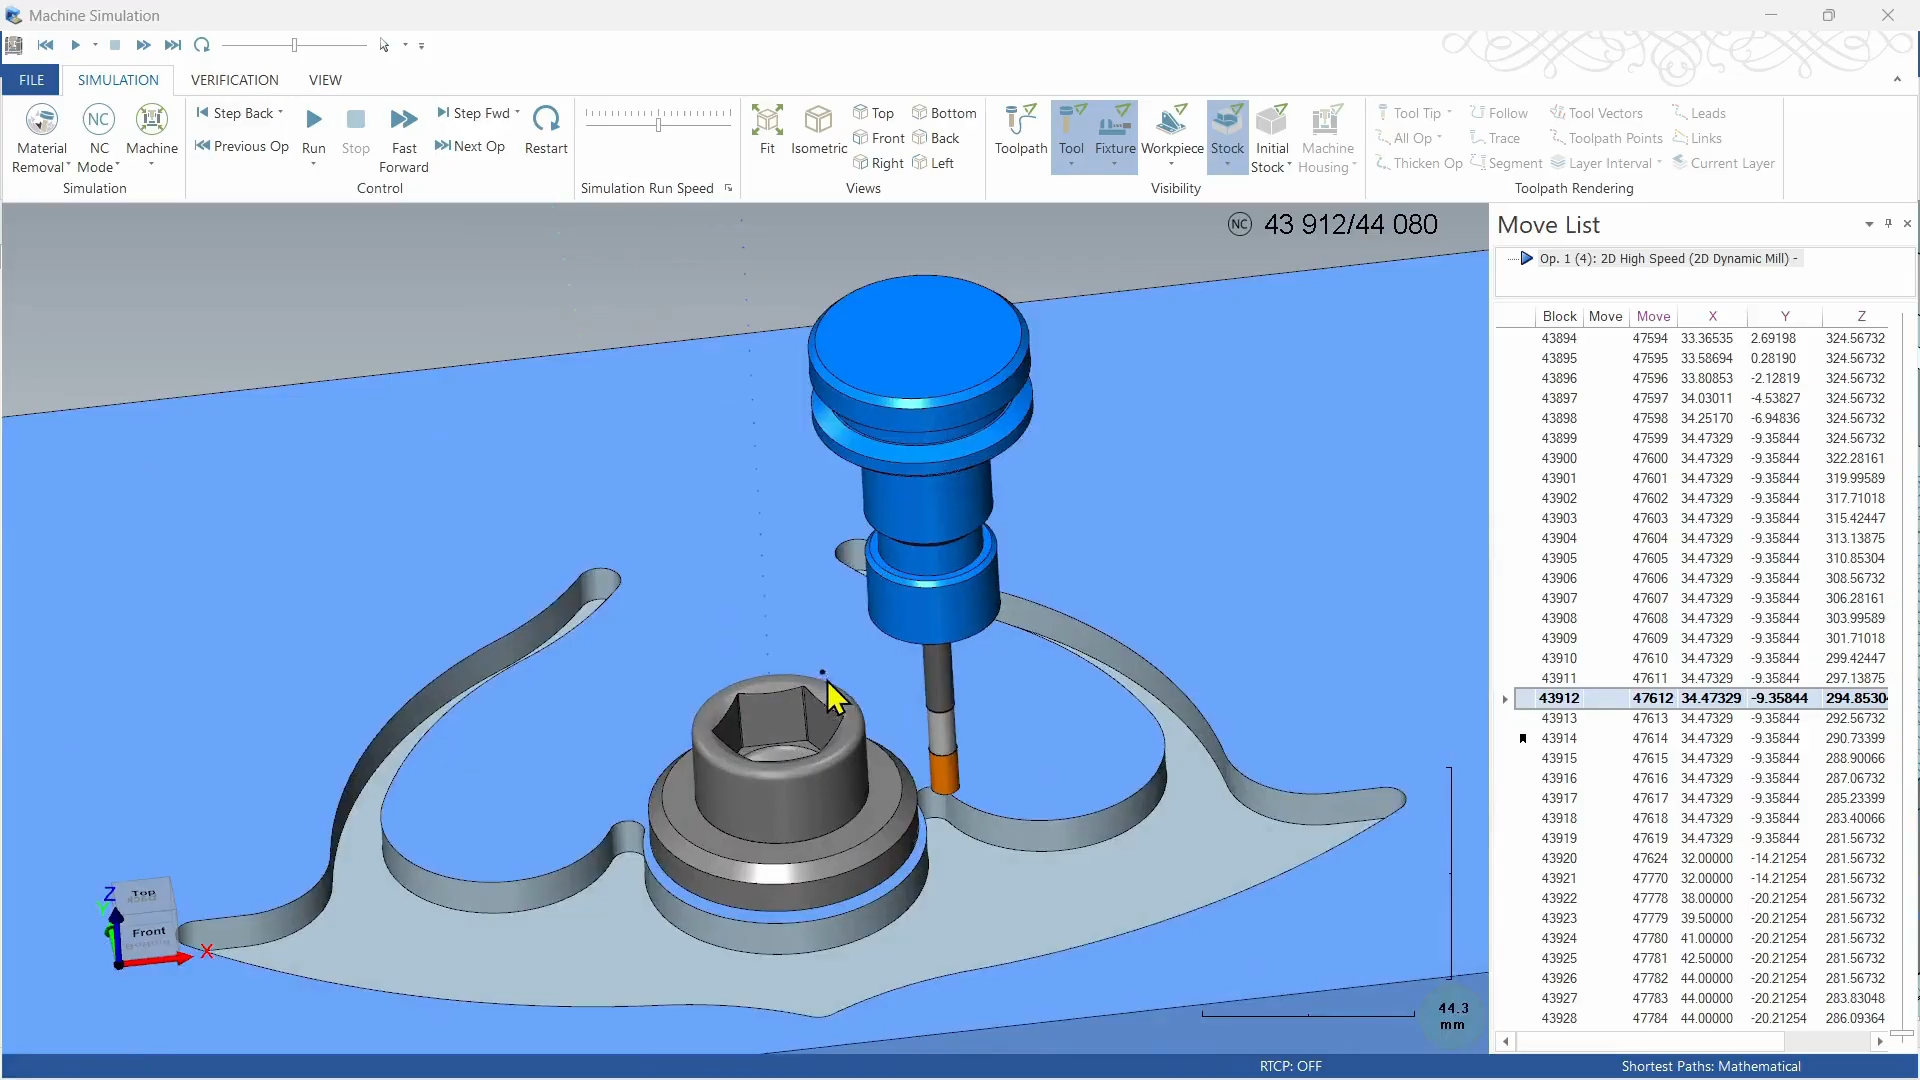 Machine Simulation
FILE SIMULATION VERIFICATION VIEW
Material Removal
NC Mode
Machine
Simulation
Step Back
Previous Op
Run
Stop
Fast Forward
Step Fwd
Next Op
Restart
Control
Simulation Run Speed
Fit
Isometric
Top
Front
Right
Bottom
Back
Left
Views
Toolpath
Tool
Fixture
Workpiece
Stock
Initial Stock
Machine Housing
Visibility
Tool Tip
All Op
Thicken Op
Follow
Trace
Segment
Tool Vectors
Toolpath Points
Layer Interval
Leads
Links
Current Layer
Toolpath Rendering
NC 43 912/44 080
Move List
Op. 1 (4): 2D High Speed (2D Dynamic Mill) -
Block Move Move X Y Z
43894 47594 33.36535 2.69198 324.56732
43895 47595 33.58694 0.28190 324.56732
43896 47596 33.80853 -2.12819 324.56732
43897 47597 34.03011 -4.53827 324.56732
43898 47598 34.25170 -6.94836 324.56732
43899 47599 34.47329 -9.35844 324.56732
43900 47600 34.47329 -9.35844 322.28161
43901 47601 34.47329 -9.35844 319.99589
43902 47602 34.47329 -9.35844 317.71018
43903 47603 34.47329 -9.35844 315.42447
43904 47604 34.47329 -9.35844 313.13875
43905 47605 34.47329 -9.35844 310.85304
43906 47606 34.47329 -9.35844 308.56732
43907 47607 34.47329 -9.35844 306.28161
43908 47608 34.47329 -9.35844 303.99589
43909 47609 34.47329 -9.35844 301.71018
43910 47610 34.47329 -9.35844 299.42447
43911 47611 34.47329 -9.35844 297.13875
43912 47612 34.47329 -9.35844 294.85304
43913 47613 34.47329 -9.35844 292.56732
43914 47614 34.47329 -9.35844 290.73399
43915 47615 34.47329 -9.35844 288.90066
43916 47616 34.47329 -9.35844 287.06732
43917 47617 34.47329 -9.35844 285.23399
43918 47618 34.47329 -9.35844 283.40066
43919 47619 34.47329 -9.35844 281.56732
43920 47624 32.00000 -14.21254 281.56732
43921 47770 32.00000 -14.21254 281.56732
43922 47778 38.00000 -20.21254 281.56732
43923 47779 39.50000 -20.21254 281.56732
43924 47780 41.00000 -20.21254 281.56732
43925 47781 42.50000 -20.21254 281.56732
43926 47782 44.00000 -20.21254 281.56732
43927 47783 44.00000 -20.21254 283.83048
43928 47784 44.00000 -20.21254 286.09364
Z
Y
X
Top
Front
44.3
mm
RTCP: OFF
Shortest Paths: Mathematical